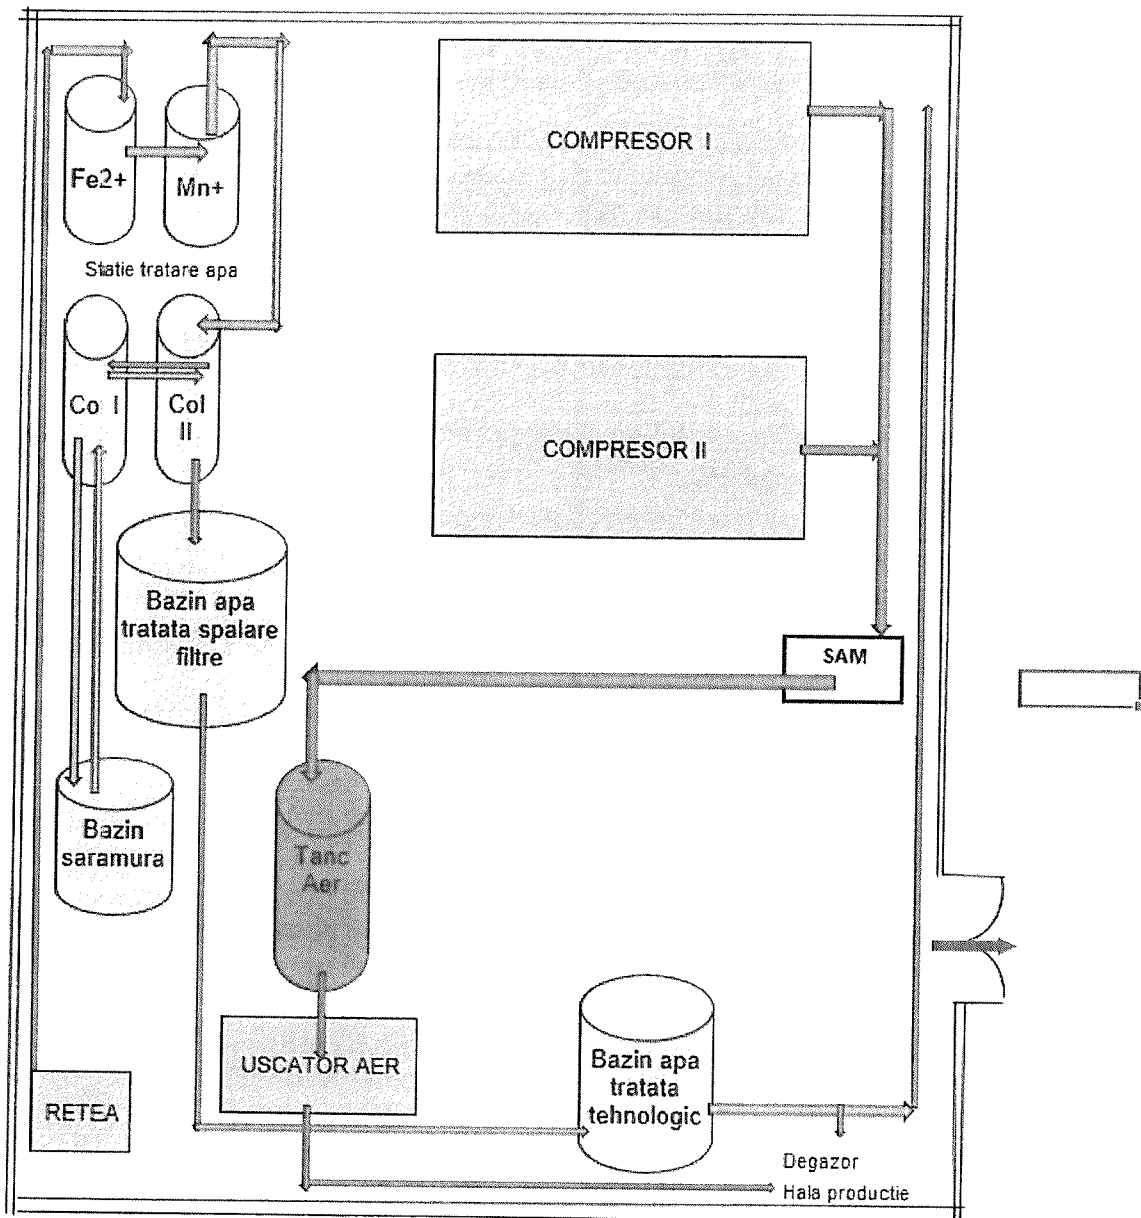 COMPRESOR I
Fe2+
Mn+
Statie tratare apa
Co I
Col
II
COMPRESOR II
Bazin apa
tratata spalare
filtre
SAM
Bazin
saramura
Tanc
Aer
USCATOR AER
Bazin apa
tratata
tehnologic
RETEA
Degazor
Hala productie